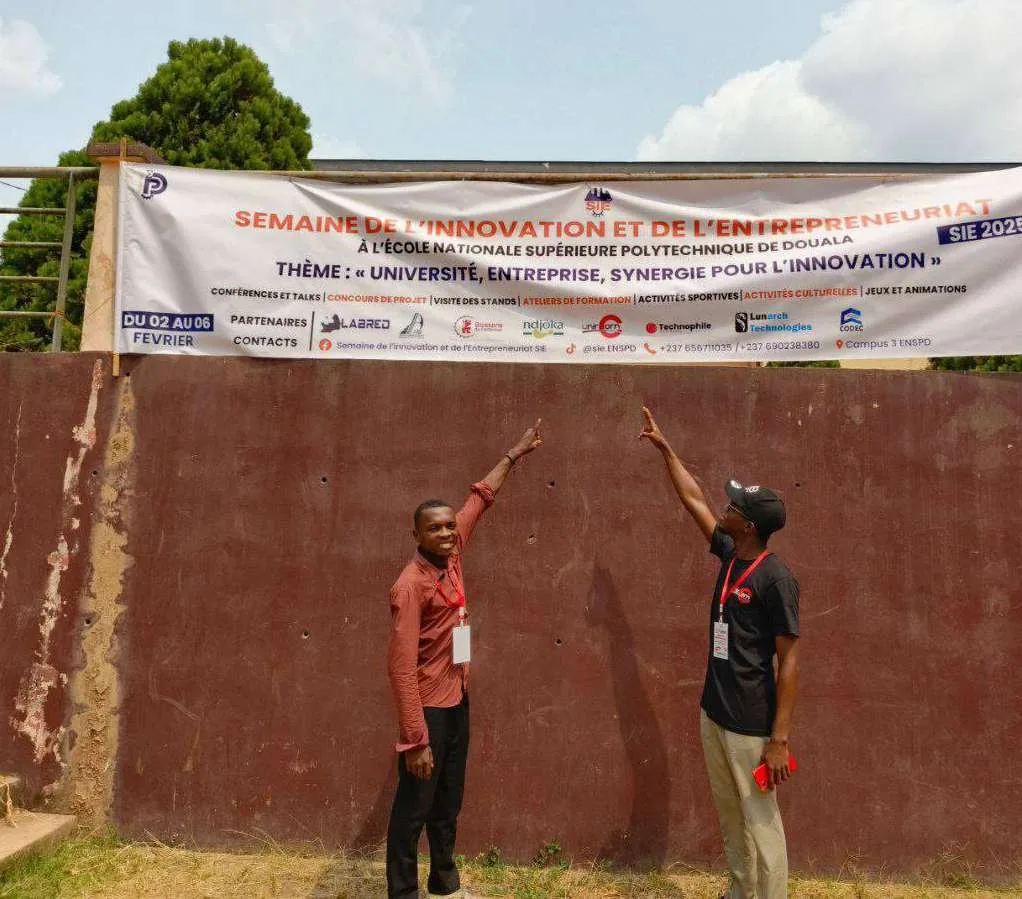 SIE
SEMAINE DE L'INNOVATION ET DE L'ENTREPRENEURIAT
À L'ÉCOLE NATIONALE SUPÉRIEURE POLYTECHNIQUE DE DOUALA
SIE 2025
THÈME : « UNIVERSITÉ, ENTREPRISE, SYNERGIE POUR L'INNOVATION »
CONFÉRENCES ET TALKS | CONCOURS DE PROJET | VISITE DES STANDS | ATELIERS DE FORMATION | ACTIVITÉS SPORTIVES | ACTIVITÉS CULTURELLES | JEUX ET ANIMATIONS
DU 02 AU 06
FEVRIER
PARTENAIRES
CONTACTS
LABRED
ndjoka
Technophile
Lunarch
Technologies
CODEC
Semaine de l'innovation et de l'Entrepreneuriat SIE
@sie.ENSPD
+237 656711035 / +237 690238380
Campus 3 ENSPD